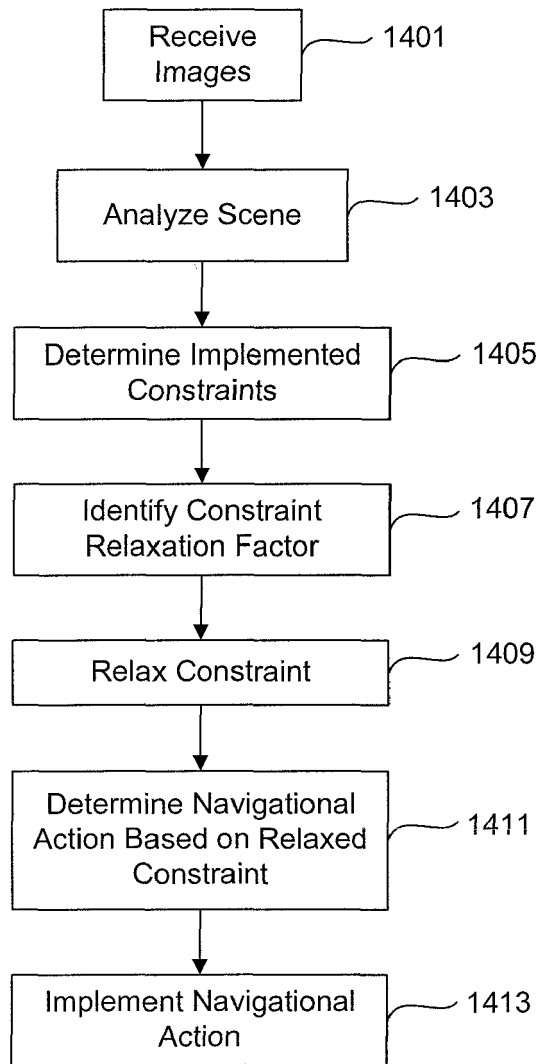 Receive
Images
1401
Analyze Scene
1403
Determine Implemented
Constraints
1405
Identify Constraint
Relaxation Factor
1407
Relax Constraint
1409
Determine Navigational
Action Based on Relaxed
Constraint
1411
Implement Navigational
Action
1413